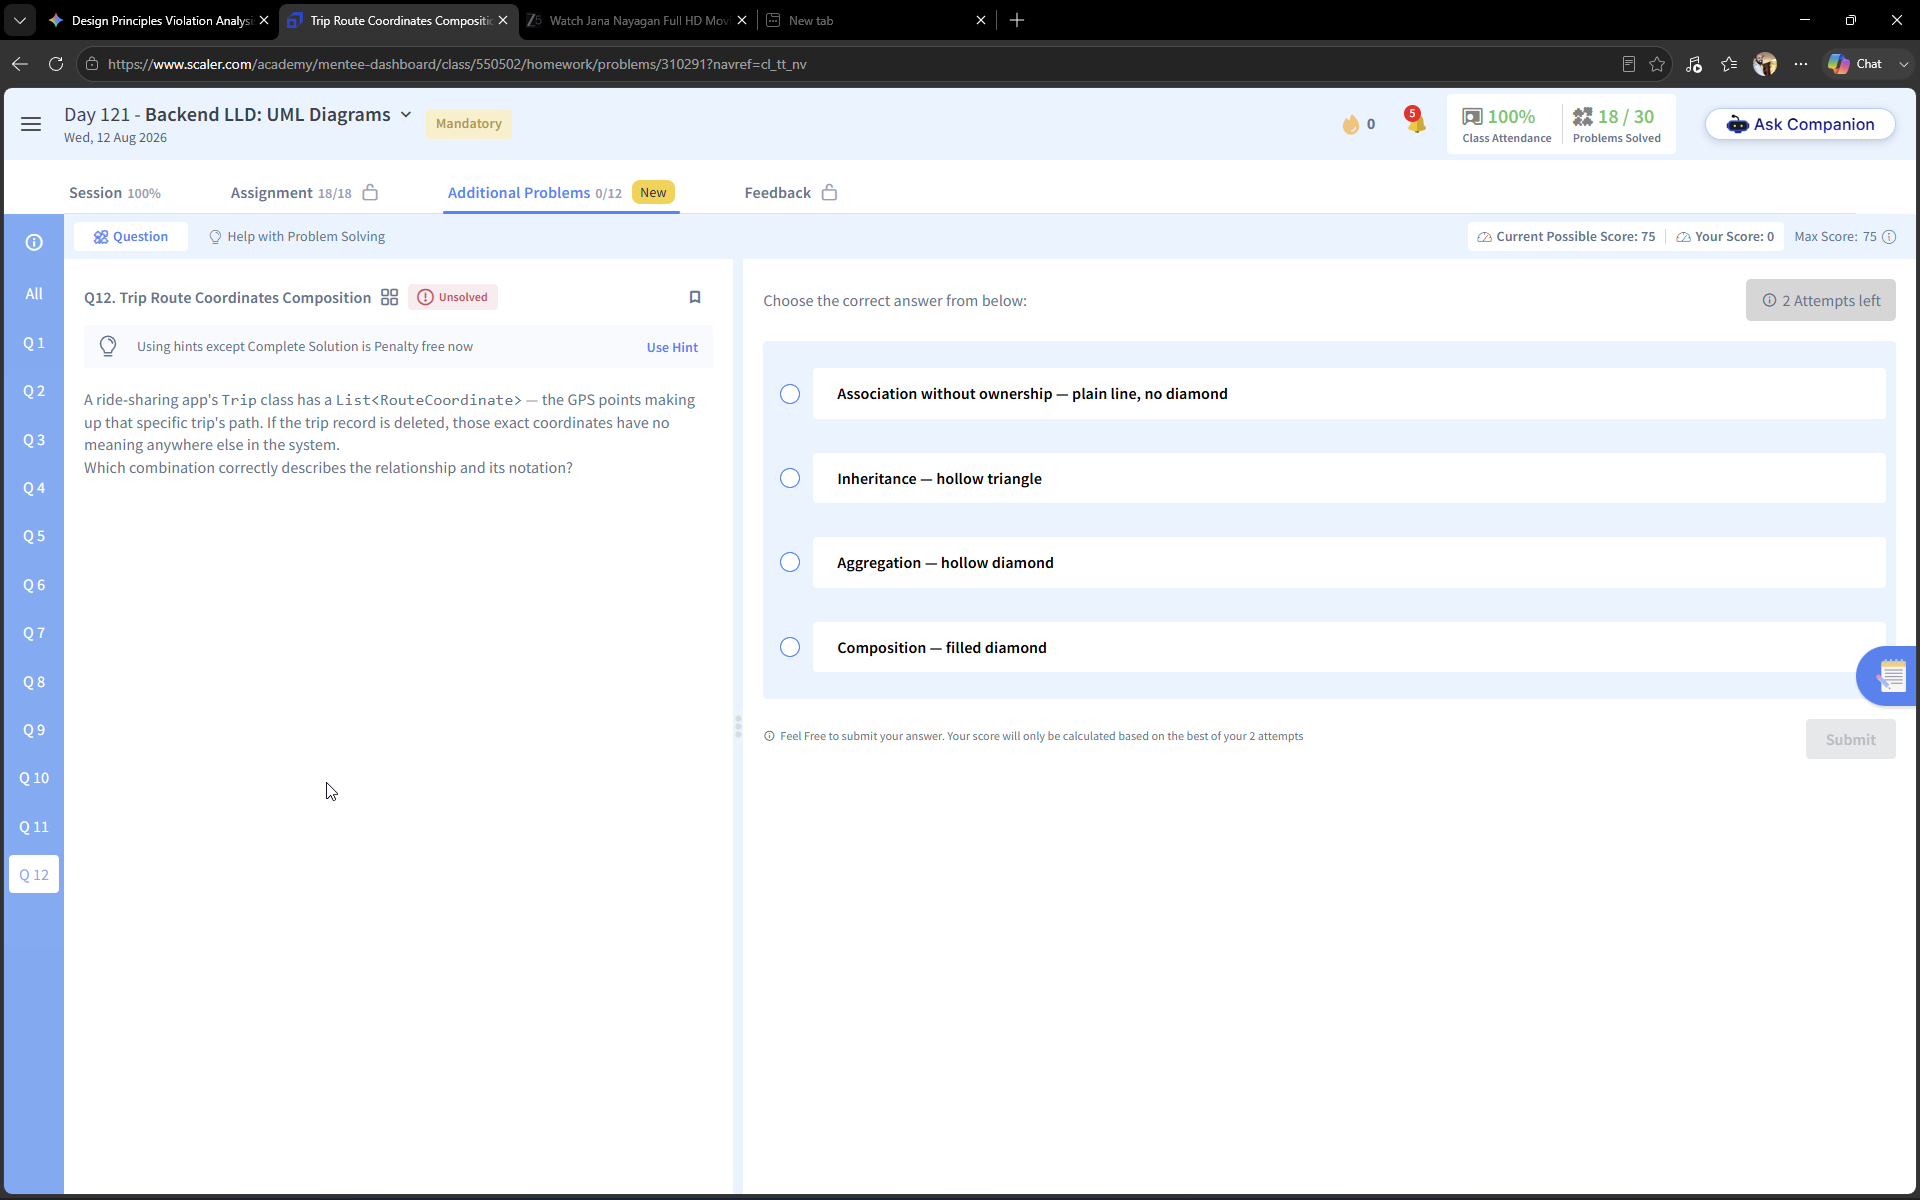 Design Principles Violation Analys
Trip Route Coordinates Compositi
Watch Jana Nayagan Full HD Mov
New tab
https://www.scaler.com/academy/mentee-dashboard/class/550502/homework/problems/310291?navref=cl_tt_nv
Chat
Day 121 - Backend LLD: UML Diagrams
Mandatory
Wed, 12 Aug 2026
0
5
100%
Class Attendance
18 / 30
Problems Solved
Ask Companion
Session 100%
Assignment 18/18
Additional Problems 0/12 New
Feedback
Question
Help with Problem Solving
Current Possible Score: 75
Your Score: 0
Max Score: 75
All
Q 1
Q 2
Q 3
Q 4
Q 5
Q 6
Q 7
Q 8
Q 9
Q 10
Q 11
Q 12
Q12. Trip Route Coordinates Composition
Unsolved
Using hints except Complete Solution is Penalty free now
Use Hint
A ride-sharing app's Trip class has a List<RouteCoordinate> — the GPS points making
up that specific trip's path. If the trip record is deleted, those exact coordinates have no
meaning anywhere else in the system.
Which combination correctly describes the relationship and its notation?
Choose the correct answer from below:
2 Attempts left
Association without ownership — plain line, no diamond
Inheritance — hollow triangle
Aggregation — hollow diamond
Composition — filled diamond
Feel Free to submit your answer. Your score will only be calculated based on the best of your 2 attempts
Submit